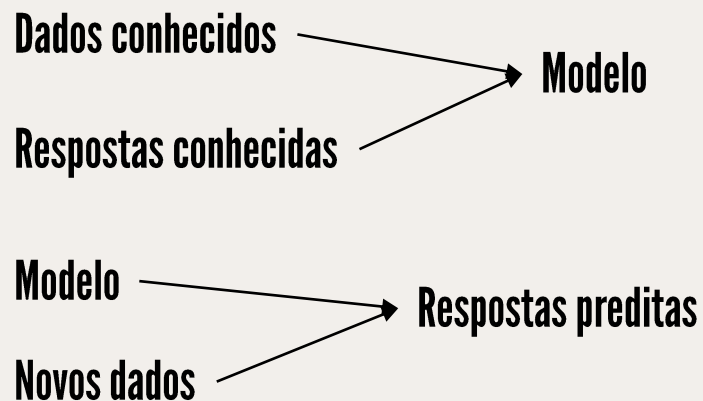 Dados conhecidos
Modelo
Respostas conhecidas
Modelo
Respostas preditas
Novos dados